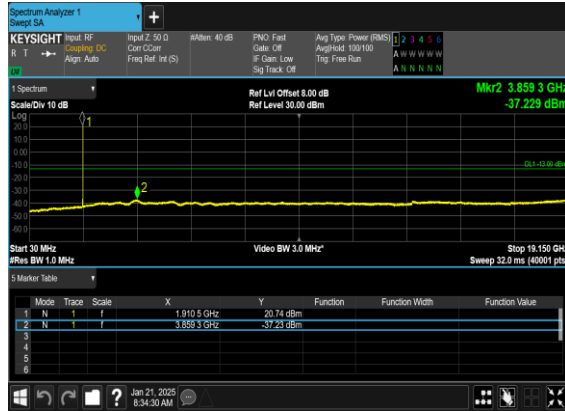 Spectrum Analyzer 1
Swept SA
+
KEYSIGHT Input: RF Input Z: 50 Ω #Atten: 40 dB PNO: Fast Avg Type: Power (RMS) 1 2 3 4 5 6
R T Coupling: DC Corr CCorr Gate: Off Avg|Hold: 100/100 A W W W W W
Align: Auto Freq Ref: Int (S) IF Gain: Low Trig: Free Run
Sig Track: Off A N N N N N
1 Spectrum Ref Lvl Offset 8.00 dB Mkr2 3.859 3 GHz
Scale/Div 10 dB Ref Level 30.00 dBm -37.229 dBm
Log
20.0
10.0
0.00
-10.0
-20.0
-30.0
-40.0
-50.0
-60.0
1
2
DL1 -13.00 dBm
Start 30 MHz Video BW 3.0 MHz* Stop 19.150 GHz
#Res BW 1.0 MHz Sweep 32.0 ms (40001 pts)
5 Marker Table
Mode Trace Scale X Y Function Function Width Function Value
1 N 1 f 1.910 5 GHz 20.74 dBm
2 N 1 f 3.859 3 GHz -37.23 dBm
3
4
5
6
? Jan 21, 2025
8:34:30 AM